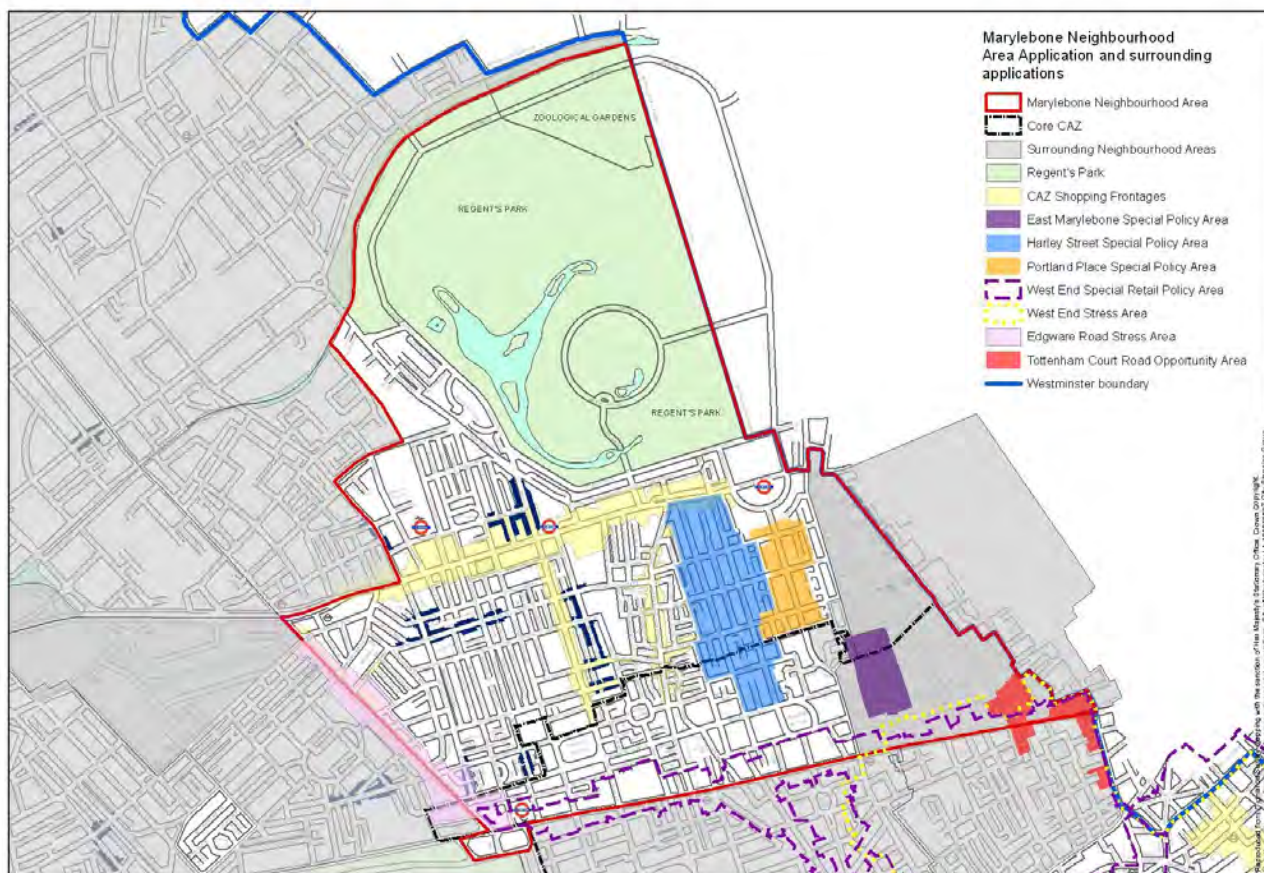 Marylebone Neighbourhood
Area Application and surrounding
applications
Marylebone Neighbourhood Area
Core CAZ
Surrounding Neighbourhood Areas
Regent's Park
CAZ Shopping Frontages
East Marylebone Special Policy Area
Harley Street Special Policy Area
Portland Place Special Policy Area
West End Special Retail Policy Area
West End Stress Area
Edgware Road Stress Area
Tottenham Court Road Opportunity Area
Westminster boundary
ZOOLOGICAL GARDENS
REGENT'S PARK
REGENT'S PARK